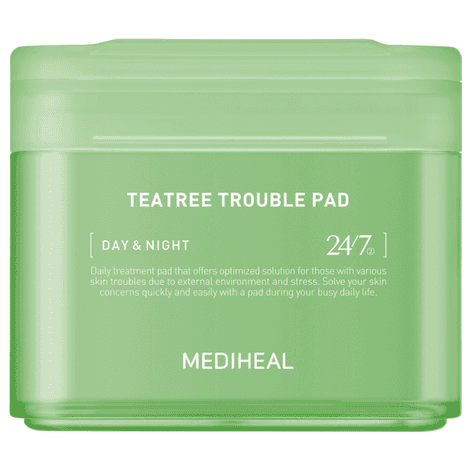 TEATREE TROUBLE PAD
[ DAY & NIGHT 24/7 ]
Daily treatment pad that offers optimized solution for those with various
skin troubles due to external environment and stress. Solve your skin
concerns quickly and easily with a pad during your busy daily life.
MEDIHEAL